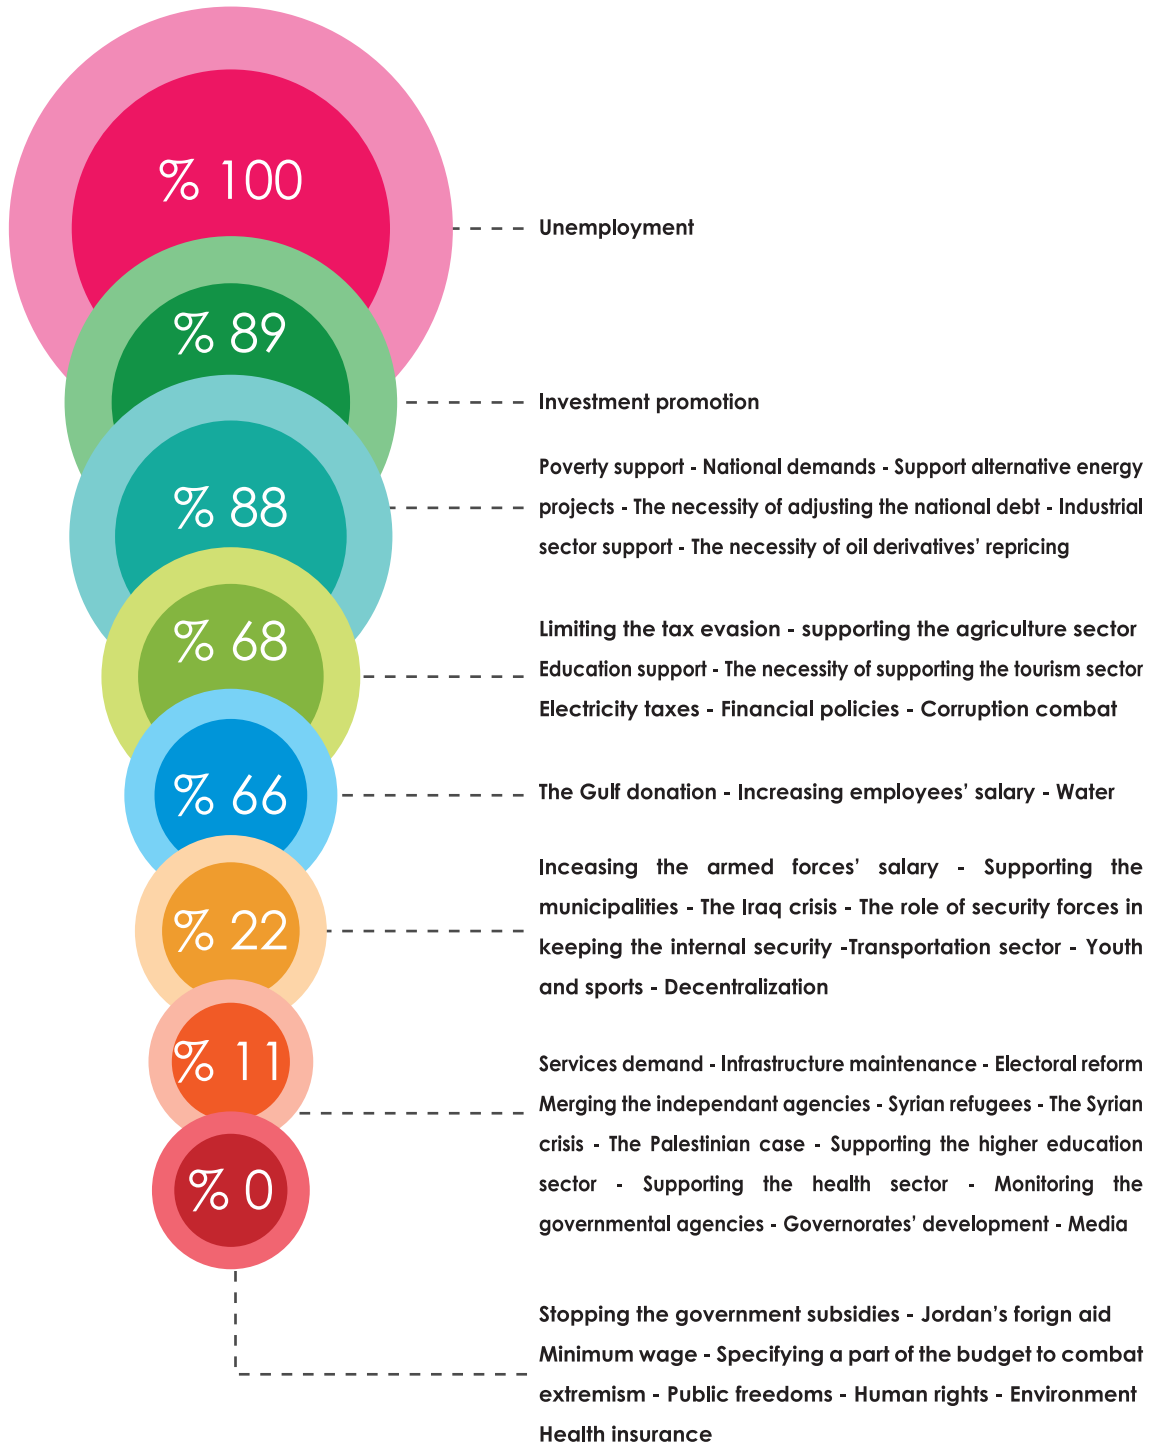 % 100
Unemployment
% 89
Investment promotion
% 88
Poverty support - National demands - Support alternative energy
projects - The necessity of adjusting the national debt - Industrial
sector support - The necessity of oil derivatives’ repricing
% 68
Limiting the tax evasion - supporting the agriculture sector
Education support - The necessity of supporting the tourism sector
Electricity taxes - Financial policies - Corruption combat
% 66
The Gulf donation - Increasing employees’ salary - Water
% 22
Inceasing the armed forces’ salary - Supporting the
municipalities - The Iraq crisis - The role of security forces in
keeping the internal security -Transportation sector - Youth
and sports - Decentralization
% 11
Services demand - Infrastructure maintenance - Electoral reform
Merging the independant agencies - Syrian refugees - The Syrian
crisis - The Palestinian case - Supporting the higher education
sector - Supporting the health sector - Monitoring the
governmental agencies - Governorates’ development - Media
% 0
Stopping the government subsidies - Jordan’s forign aid
Minimum wage - Specifying a part of the budget to combat
extremism - Public freedoms - Human rights - Environment
Health insurance